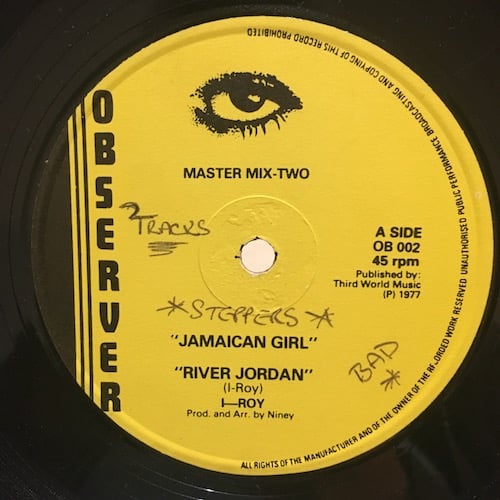 OBSERVER
MASTER MIX-TWO
2 TRACKS
A SIDE
OB 002
45 rpm
Published by:
Third World Music
(P) 1977
*STEPPERS*
"JAMAICAN GIRL"
"RIVER JORDAN"
(I-Roy)
I—ROY
Prod. and Arr. by Niney
BAD
*
ALL RIGHTS OF THE MANUFACTURER AND OF THE OWNER OF THE RECORDED WORK RESERVED UNAUTHORISED PUBLIC PERFORMANCE BROADCASTING AND COPYING OF THIS RECORD PROHIBITED